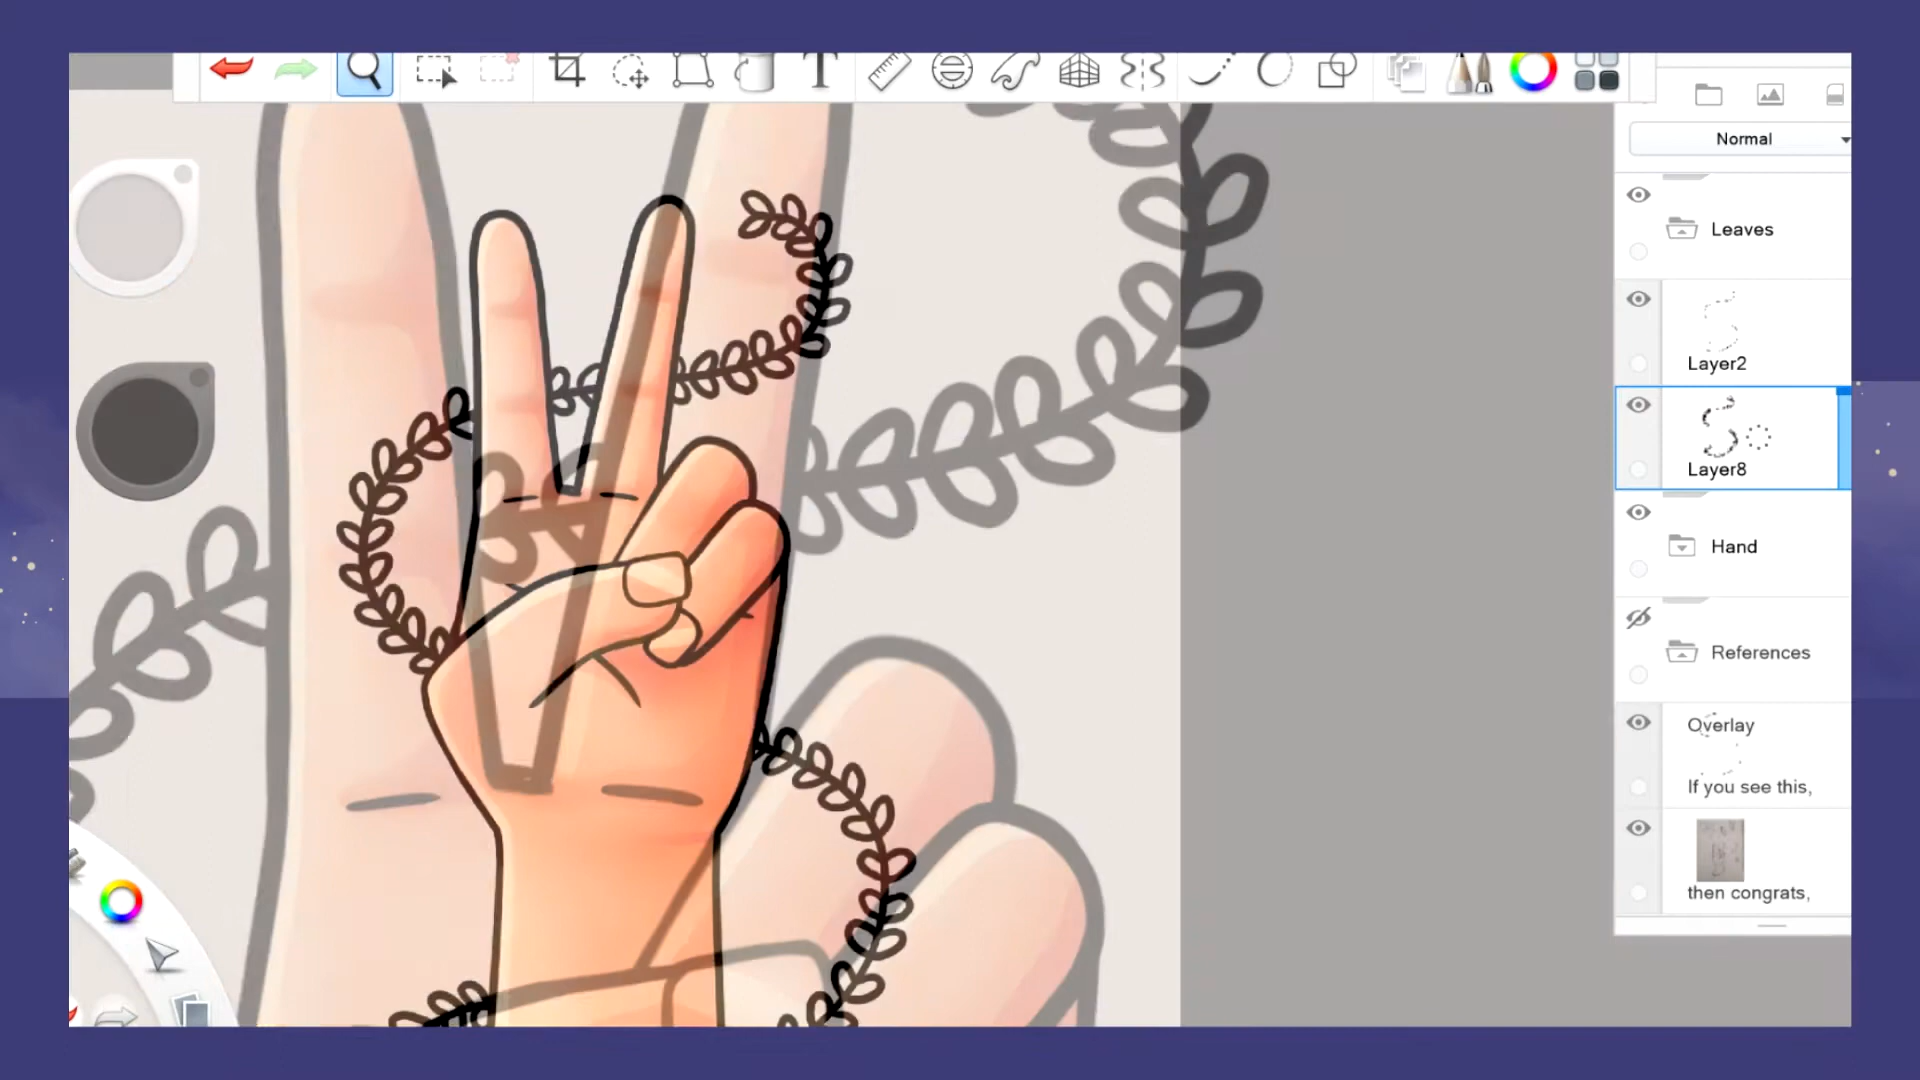 Normal
Leaves
Layer2
Layer8
Hand
References
Overlay
If you see this,
then congrats,